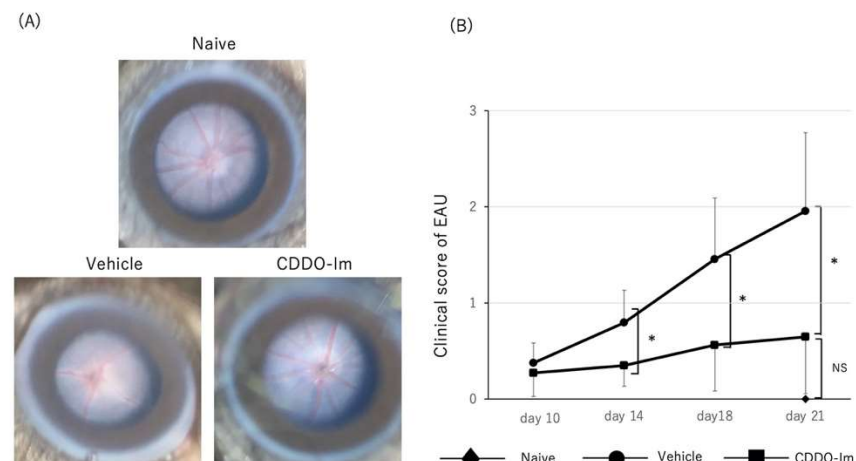 (A)
Naive
Vehicle
CDDO-Im
(B)
Clinical score of EAU
3
2
1
0
*
*
*
NS
day 10
day 14
day18
day 21
Naive
Vehicle
CDDO-Im